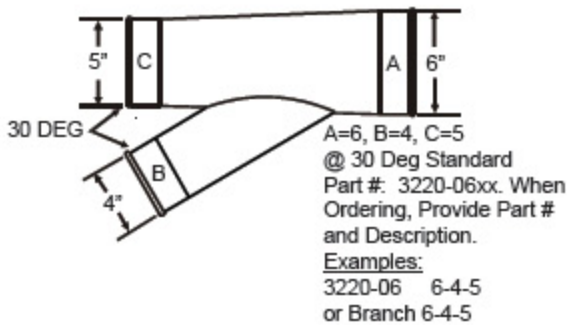 5"
C
A
6"
30 DEG
B
4"
A=6, B=4, C=5
@ 30 Deg Standard
Part #: 3220-06xx. When
Ordering, Provide Part #
and Description.
Examples:
3220-06 6-4-5
or Branch 6-4-5